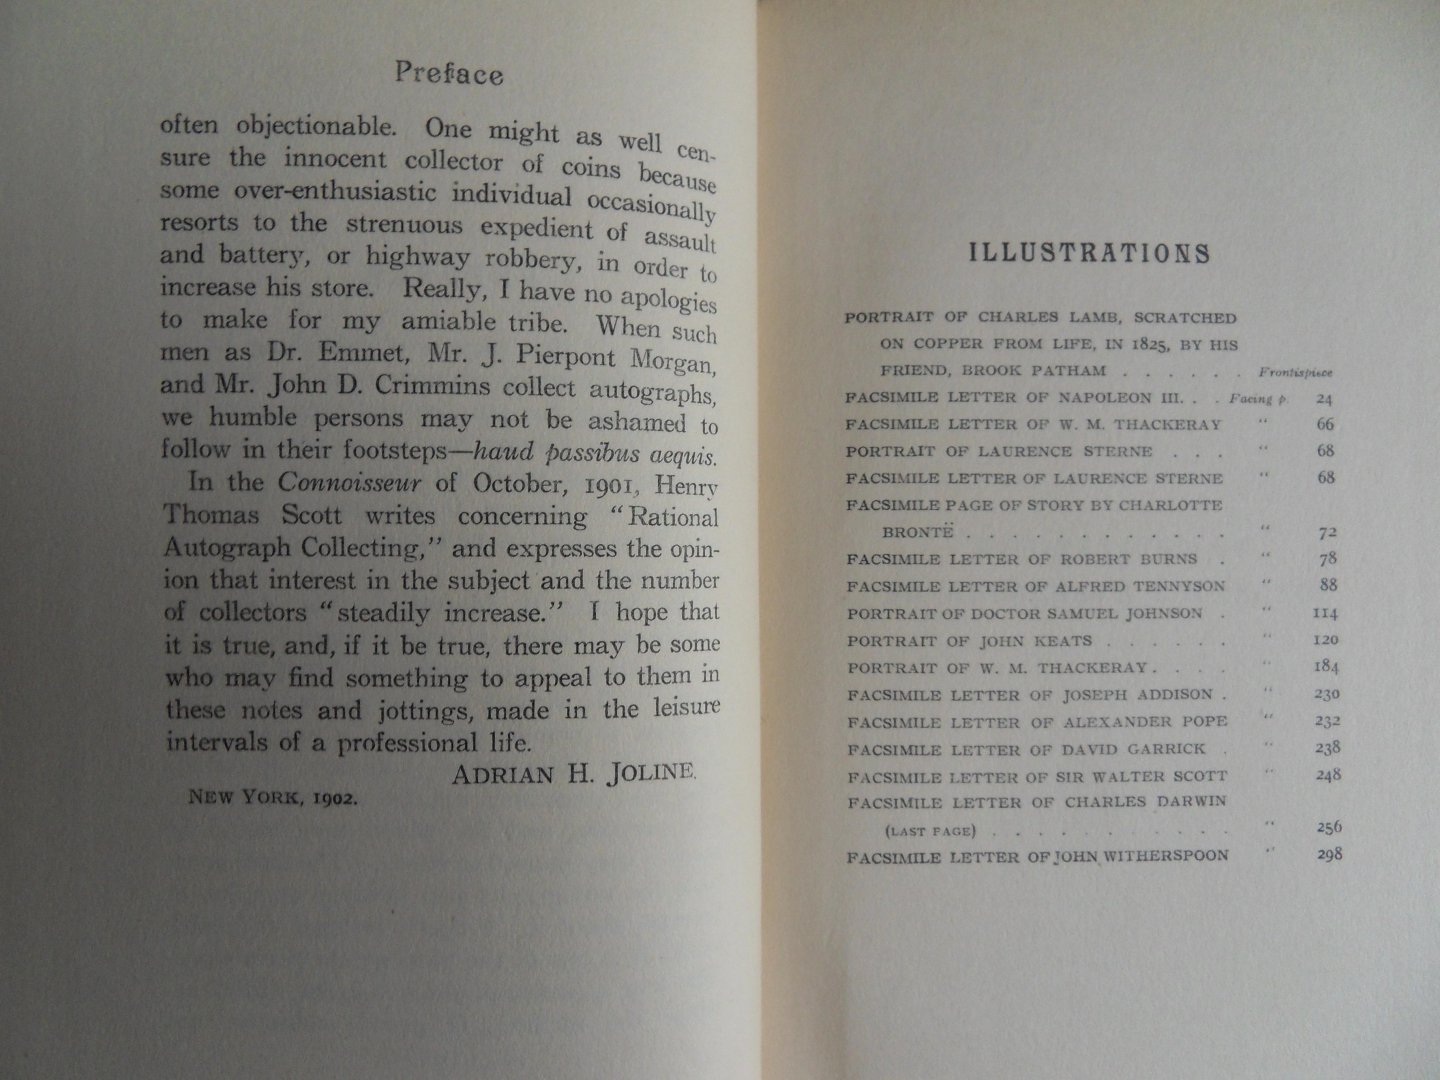 Preface
often objectionable. One might as well cen-
sure the innocent collector of coins because
some over-enthusiastic individual occasionally
resorts to the strenuous expedient of assault
and battery, or highway robbery, in order to
increase his store. Really, I have no apologies
to make for my amiable tribe. When such
men as Dr. Emmet, Mr. J. Pierpont Morgan,
and Mr. John D. Crimmins collect autographs,
we humble persons may not be ashamed to
follow in their footsteps—haud passibus aequis.
In the Connoisseur of October, 1901, Henry
Thomas Scott writes concerning "Rational
Autograph Collecting," and expresses the opin-
ion that interest in the subject and the number
of collectors "steadily increase." I hope that
it is true, and, if it be true, there may be some
who may find something to appeal to them in
these notes and jottings, made in the leisure
intervals of a professional life.
ADRIAN H. JOLINE.
NEW YORK, 1902.
ILLUSTRATIONS
PORTRAIT OF CHARLES LAMB, SCRATCHED
ON COPPER FROM LIFE, IN 1825, BY HIS
FRIEND, BROOK PATHAM . . . . . . Frontispiece
FACSIMILE LETTER OF NAPOLEON III. . . Facing p. 24
FACSIMILE LETTER OF W. M. THACKERAY " 66
PORTRAIT OF LAURENCE STERNE . . . " 68
FACSIMILE LETTER OF LAURENCE STERNE " 68
FACSIMILE PAGE OF STORY BY CHARLOTTE
BRONTË . . . . . . . . . . . . " 72
FACSIMILE LETTER OF ROBERT BURNS . " 78
FACSIMILE LETTER OF ALFRED TENNYSON " 88
PORTRAIT OF DOCTOR SAMUEL JOHNSON . " 114
PORTRAIT OF JOHN KEATS . . . . . . " 120
PORTRAIT OF W. M. THACKERAY . . . . " 184
FACSIMILE LETTER OF JOSEPH ADDISON . " 230
FACSIMILE LETTER OF ALEXANDER POPE " 232
FACSIMILE LETTER OF DAVID GARRICK . " 238
FACSIMILE LETTER OF SIR WALTER SCOTT " 248
FACSIMILE LETTER OF CHARLES DARWIN
(LAST PAGE) . . . . . . . . . . . " 256
FACSIMILE LETTER OF JOHN WITHERSPOON " 298